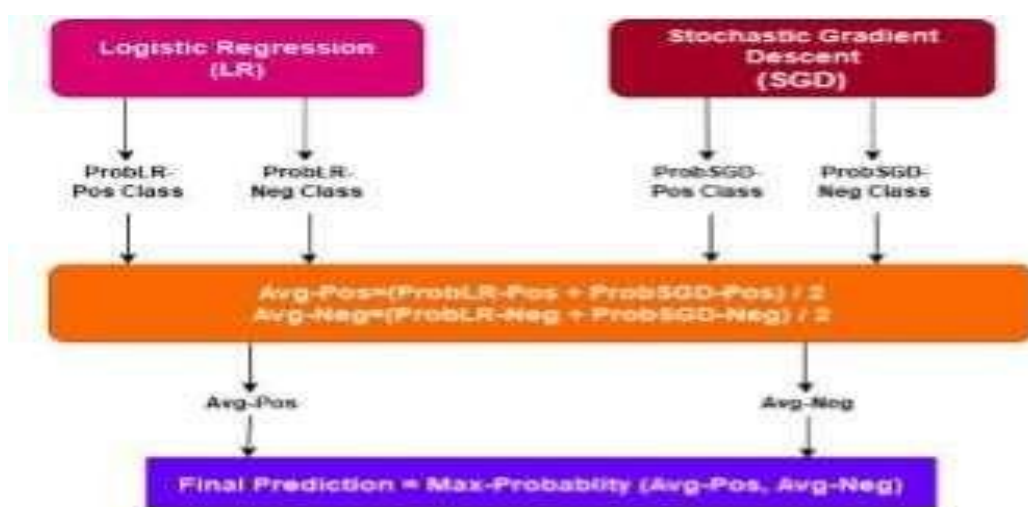 Logistic Regression
(LR)
Stochastic Gradient
Descent
(SGD)
ProbLR-
Pos Class
ProbLR-
Neg Class
ProbSGD-
Pos Class
ProbSGD-
Neg Class
Avg-Pos=(ProbLR-Pos + ProbSGD-Pos) / 2
Avg-Neg=(ProbLR-Neg + ProbSGD-Neg) / 2
Avg-Pos
Avg-Neg
Final Prediction = Max-Probablity (Avg-Pos, Avg-Neg)